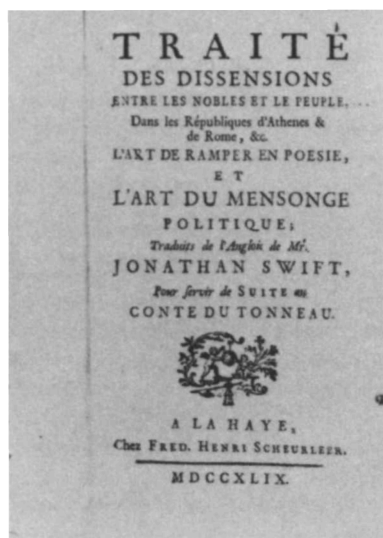 TRAITÉ
DES DISSENSIONS
ENTRE LES NOBLES ET LE PEUPLE,
Dans les Républiques d'Athenes &
de Rome, &c.
L'ART DE RAMPER EN POESIE,
ET
L'ART DU MENSONGE
POLITIQUE;
Traduits de l'Anglois de Mr.
JONATHAN SWIFT,
Pour servir de SUITE au
CONTE DU TONNEAU.
A LA HAYE,
Chez FRED. HENRI SCHEURLEER.
MDCCXLIX.